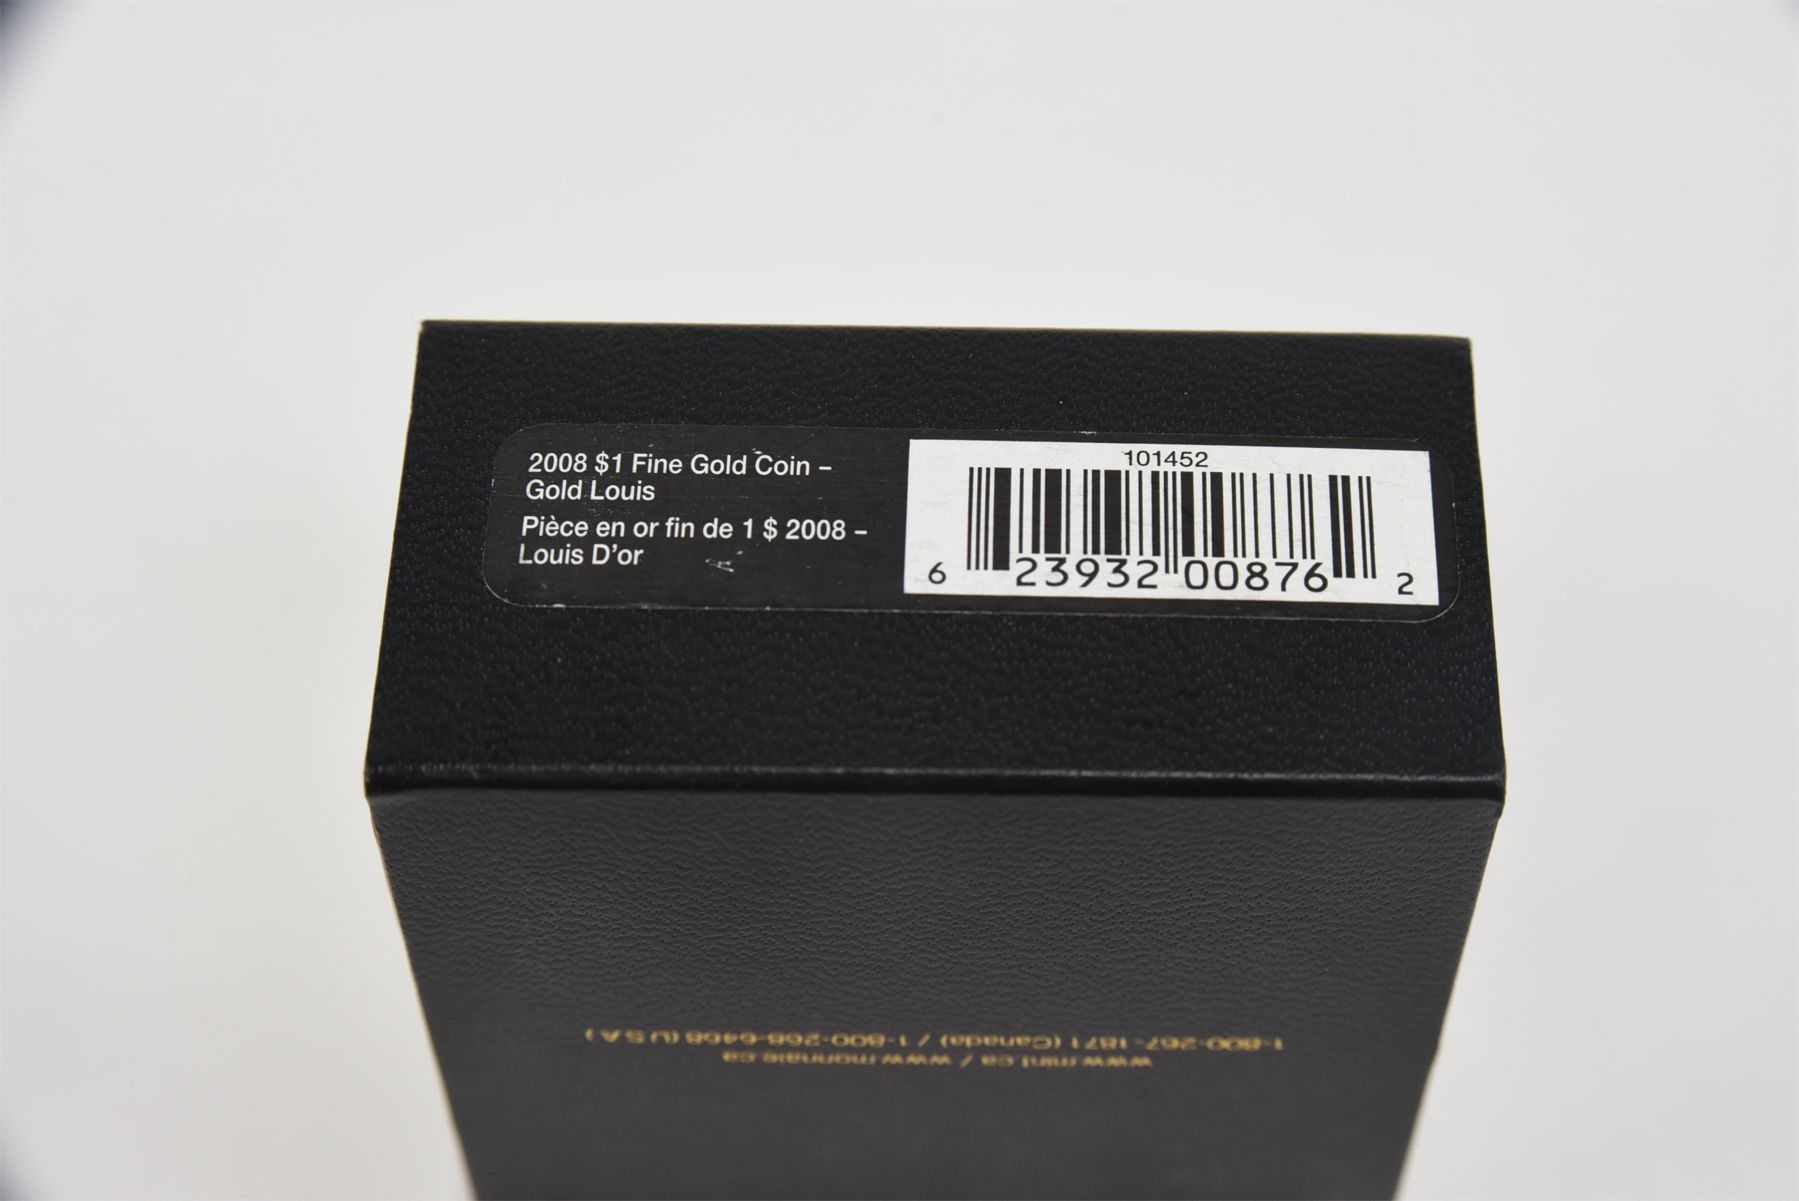 2008 $1 Fine Gold Coin –
Gold Louis
Pièce en or fin de 1 $ 2008 –
Louis D'or
101452
6 23932 00876 2
1-800-267-1871 (Canada) / 1-800-268-6468 (U S A)
www.mint.ca / www.monnaie.ca